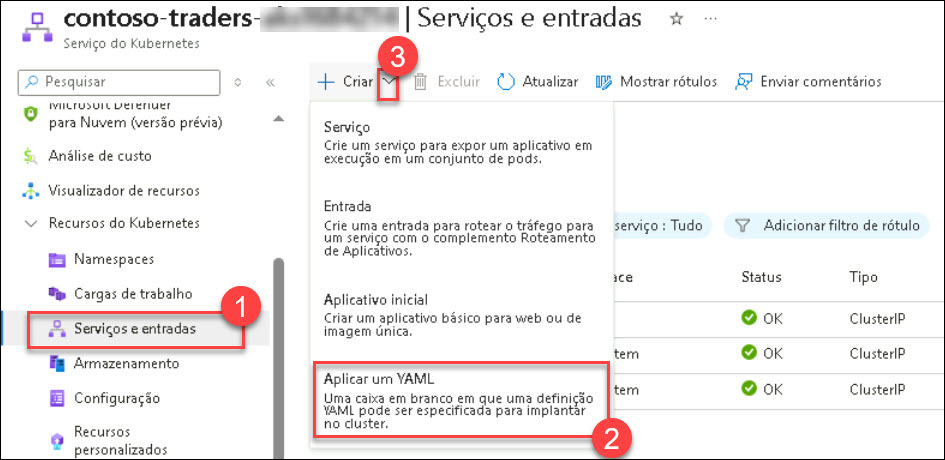 contoso-traders- | Serviços e entradas
Serviço do Kubernetes
3
Pesquisar
Criar
Excluir
Atualizar
Mostrar rótulos
Enviar comentários
Microsoft Defender
para Nuvem (versão prévia)
Análise de custo
Visualizador de recursos
Recursos do Kubernetes
Namespaces
Cargas de trabalho
1
Serviços e entradas
Armazenamento
Configuração
Recursos
personalizados
Serviço
Crie um serviço para expor um aplicativo em
execução em um conjunto de pods.
Entrada
Crie uma entrada para rotear o tráfego para
um serviço com o complemento Roteamento
de Aplicativos.
Aplicativo inicial
Criar um aplicativo básico para web ou de
imagem única.
Aplicar um YAML
Uma caixa em branco em que uma definição
YAML pode ser especificada para implantar
no cluster.
2
serviço : Tudo
Adicionar filtro de rótulo
ace
Status
Tipo
OK
ClusterIP
tem
OK
ClusterIP
tem
OK
ClusterIP